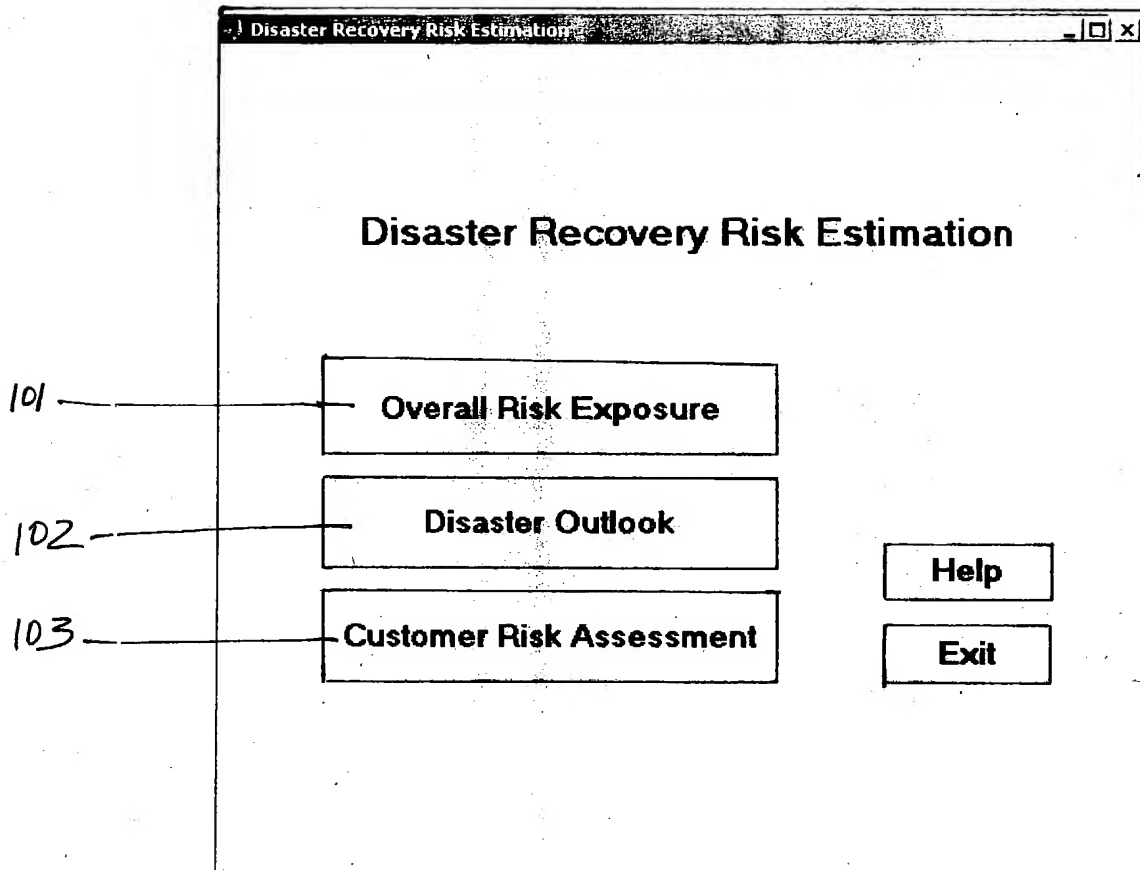 Disaster Recovery Risk Estimation
Disaster Recovery Risk Estimation
101
Overall Risk Exposure
102
Disaster Outlook
Help
103
Customer Risk Assessment
Exit